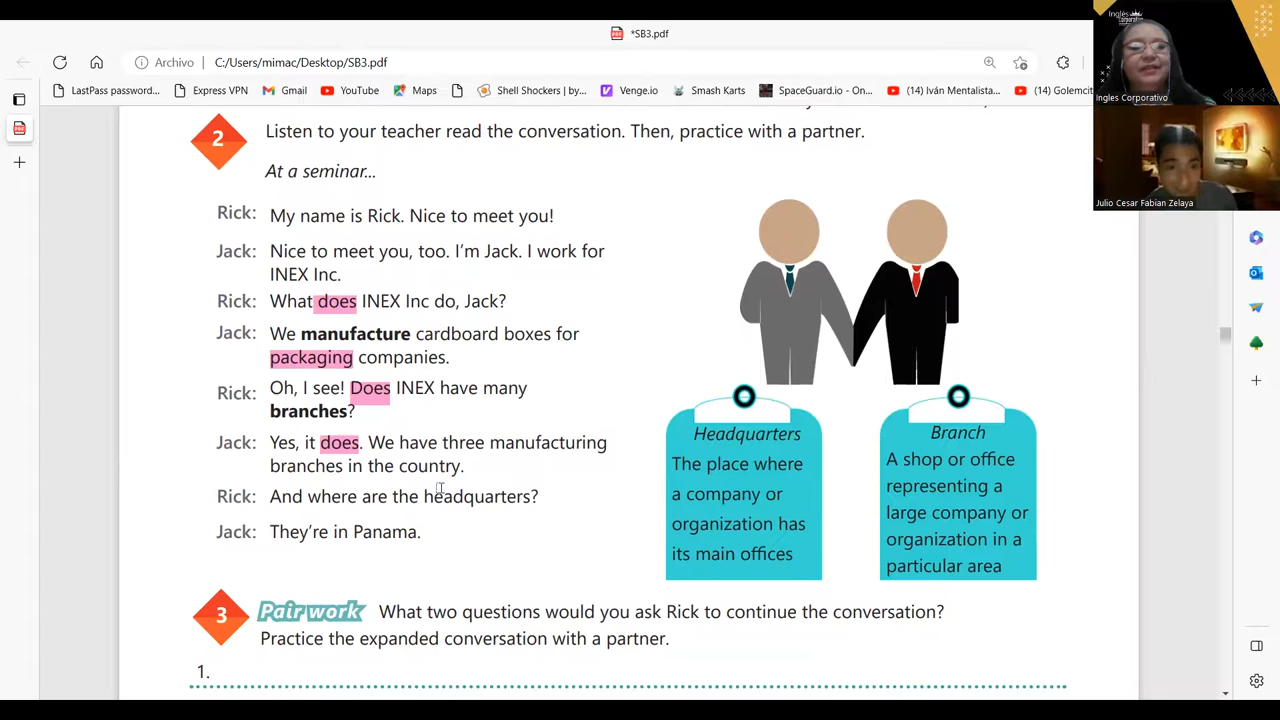 *SB3.pdf
Archivo
C:/Users/mimac/Desktop/SB3.pdf
LastPass password...
Express VPN
Gmail
YouTube
Maps
Shell Shockers | by...
Venge.io
Smash Karts
SpaceGuard.io - On...
(14) Iván Mentalista...
(14) Golemcit
Inglés
Corporativo
Ingles Corporativo
Julio Cesar Fabian Zelaya
2
Listen to your teacher read the conversation. Then, practice with a partner.
At a seminar...
Rick: My name is Rick. Nice to meet you!
Jack: Nice to meet you, too. I'm Jack. I work for
INEX Inc.
Rick: What does INEX Inc do, Jack?
Jack: We manufacture cardboard boxes for
packaging companies.
Rick: Oh, I see! Does INEX have many
branches?
Jack: Yes, it does. We have three manufacturing
branches in the country.
Rick: And where are the headquarters?
Jack: They're in Panama.
Headquarters
The place where
a company or
organization has
its main offices
Branch
A shop or office
representing a
large company or
organization in a
particular area
3
Pair work What two questions would you ask Rick to continue the conversation?
Practice the expanded conversation with a partner.
1.